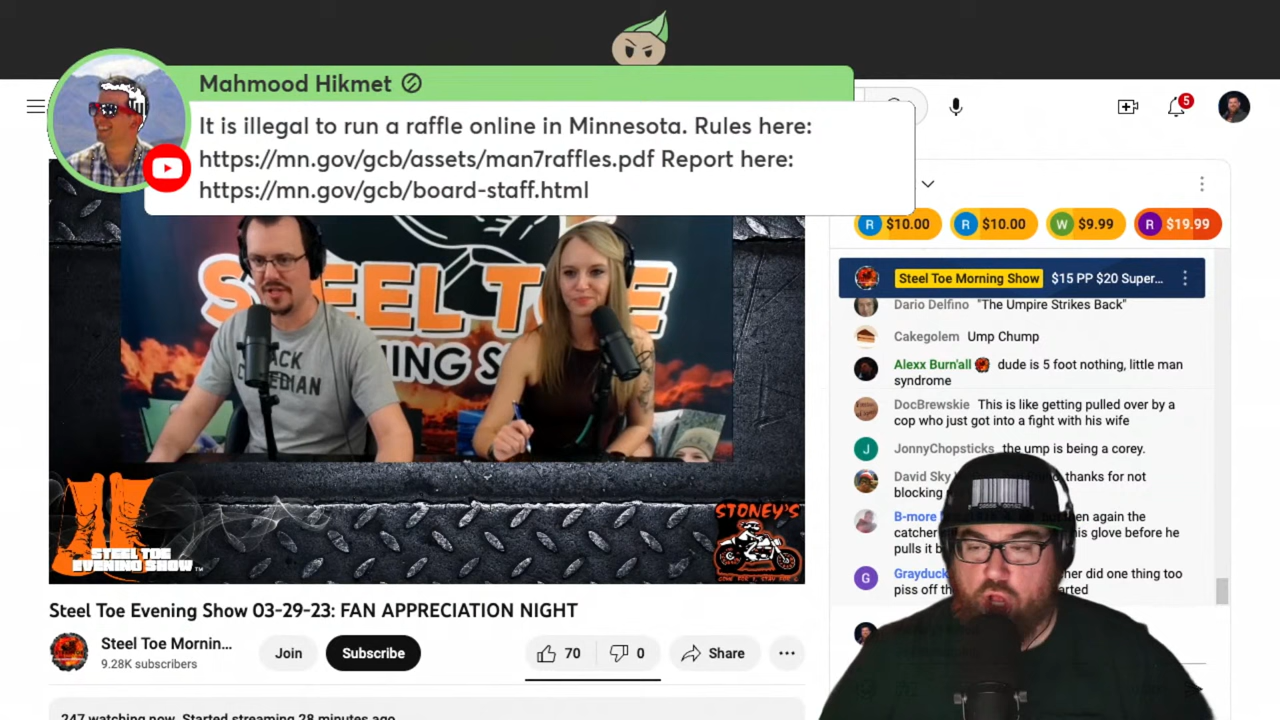 Mahmood Hikmet
It is illegal to run a raffle online in Minnesota. Rules here:
https://mn.gov/gcb/assets/man7raffles.pdf Report here:
https://mn.gov/gcb/board-staff.html
5
R $10.00
R $10.00
W $9.99
R $19.99
Steel Toe Morning Show $15 PP $20 Super...
Dario Delfino "The Umpire Strikes Back"
Cakegolem Ump Chump
Alexx Burn'all dude is 5 foot nothing, little man
syndrome
DocBrewskie This is like getting pulled over by a
cop who just got into a fight with his wife
J JonnyChopsticks the ump is being a corey.
David Sky thanks for not
blocking
B-more then again the
catcher his glove before he
pulls it
G Grayduck did one thing too
piss off
STEEL TOE
EVENING SHOW
STONEY'S
STEEL TOE
EVENING SHOW™
Steel Toe Evening Show 03-29-23: FAN APPRECIATION NIGHT
Steel Toe Mornin...
9.28K subscribers
Join
Subscribe
70
0
Share
247 watching now Started streaming 28 minutes ago